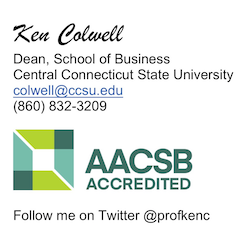 Ken Colwell
Dean, School of Business
Central Connecticut State University
colwell@ccsu.edu
(860) 832-3209
AACSB
ACCREDITED
Follow me on Twitter @profkenc